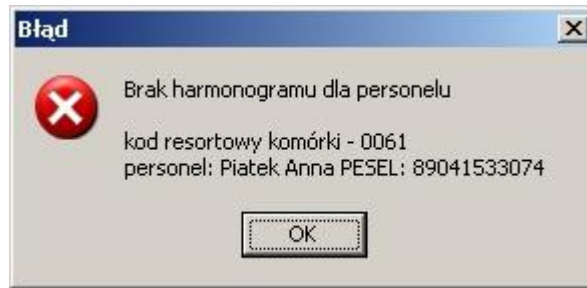 Błąd
Brak harmonogramu dla personelu
kod resortowy komórki - 0061
personel: Piatek Anna PESEL: 89041533074
OK